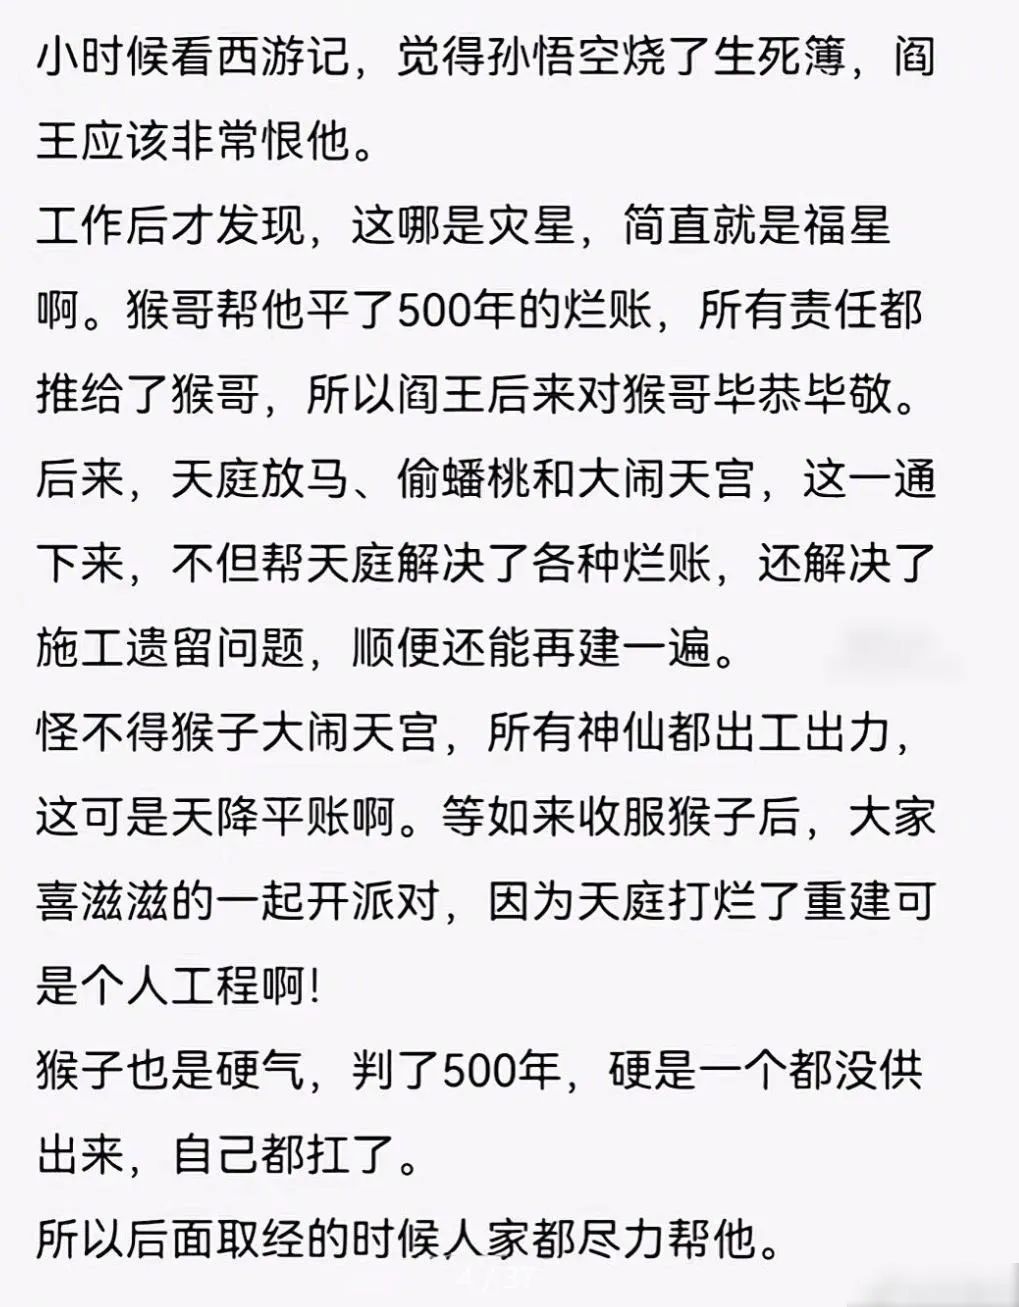 小时候看西游记，觉得孙悟空烧了生死簿，阎
王应该非常恨他。
工作后才发现，这哪是灾星，简直就是福星
啊。猴哥帮他平了500年的烂账，所有责任都
推给了猴哥，所以阎王后来对猴哥毕恭毕敬。
后来，天庭放马、偷蟠桃和大闹天宫，这一通
下来，不但帮天庭解决了各种烂账，还解决了
施工遗留问题，顺便还能再建一遍。
怪不得猴子大闹天宫，所有神仙都出工出力，
这可是天降平账啊。等如来收服猴子后，大家
喜滋滋的一起开派对，因为天庭打烂了重建可
是个人工程啊！
猴子也是硬气，判了500年，硬是一个都没供
出来，自己都扛了。
所以后面取经的时候人家都尽力帮他。
4 / 37